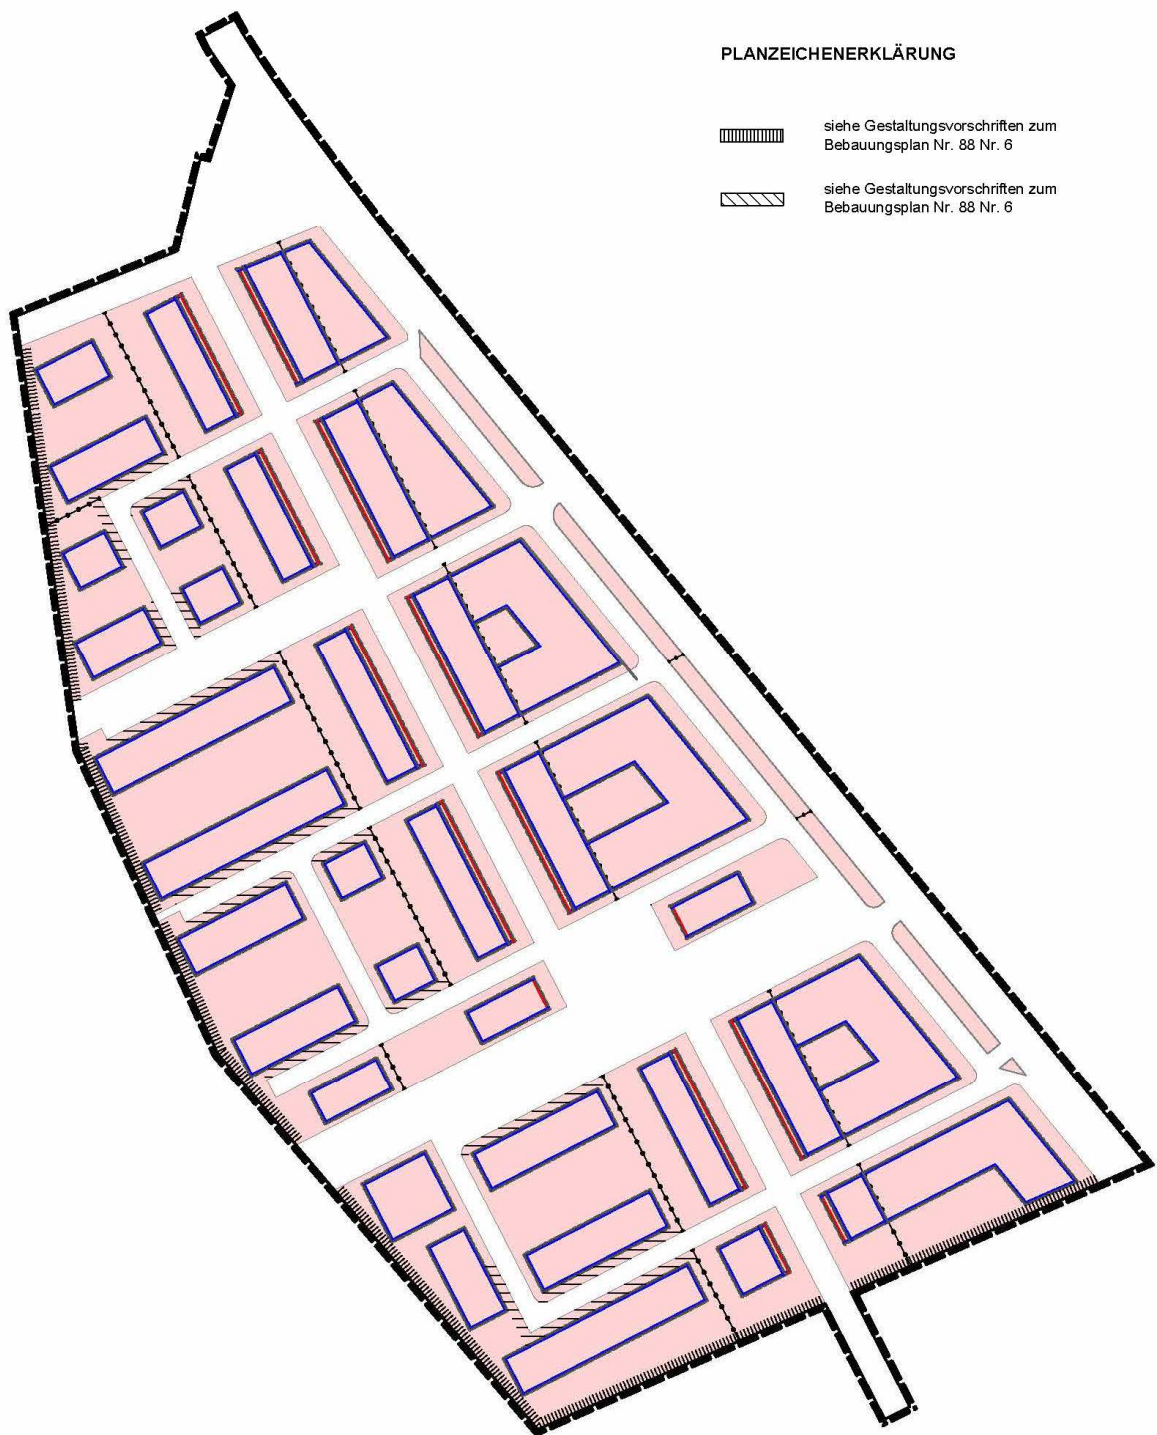 PLANZEICHENERKLÄRUNG
siehe Gestaltungsvorschriften zum
Bebauungsplan Nr. 88 Nr. 6
siehe Gestaltungsvorschriften zum
Bebauungsplan Nr. 88 Nr. 6